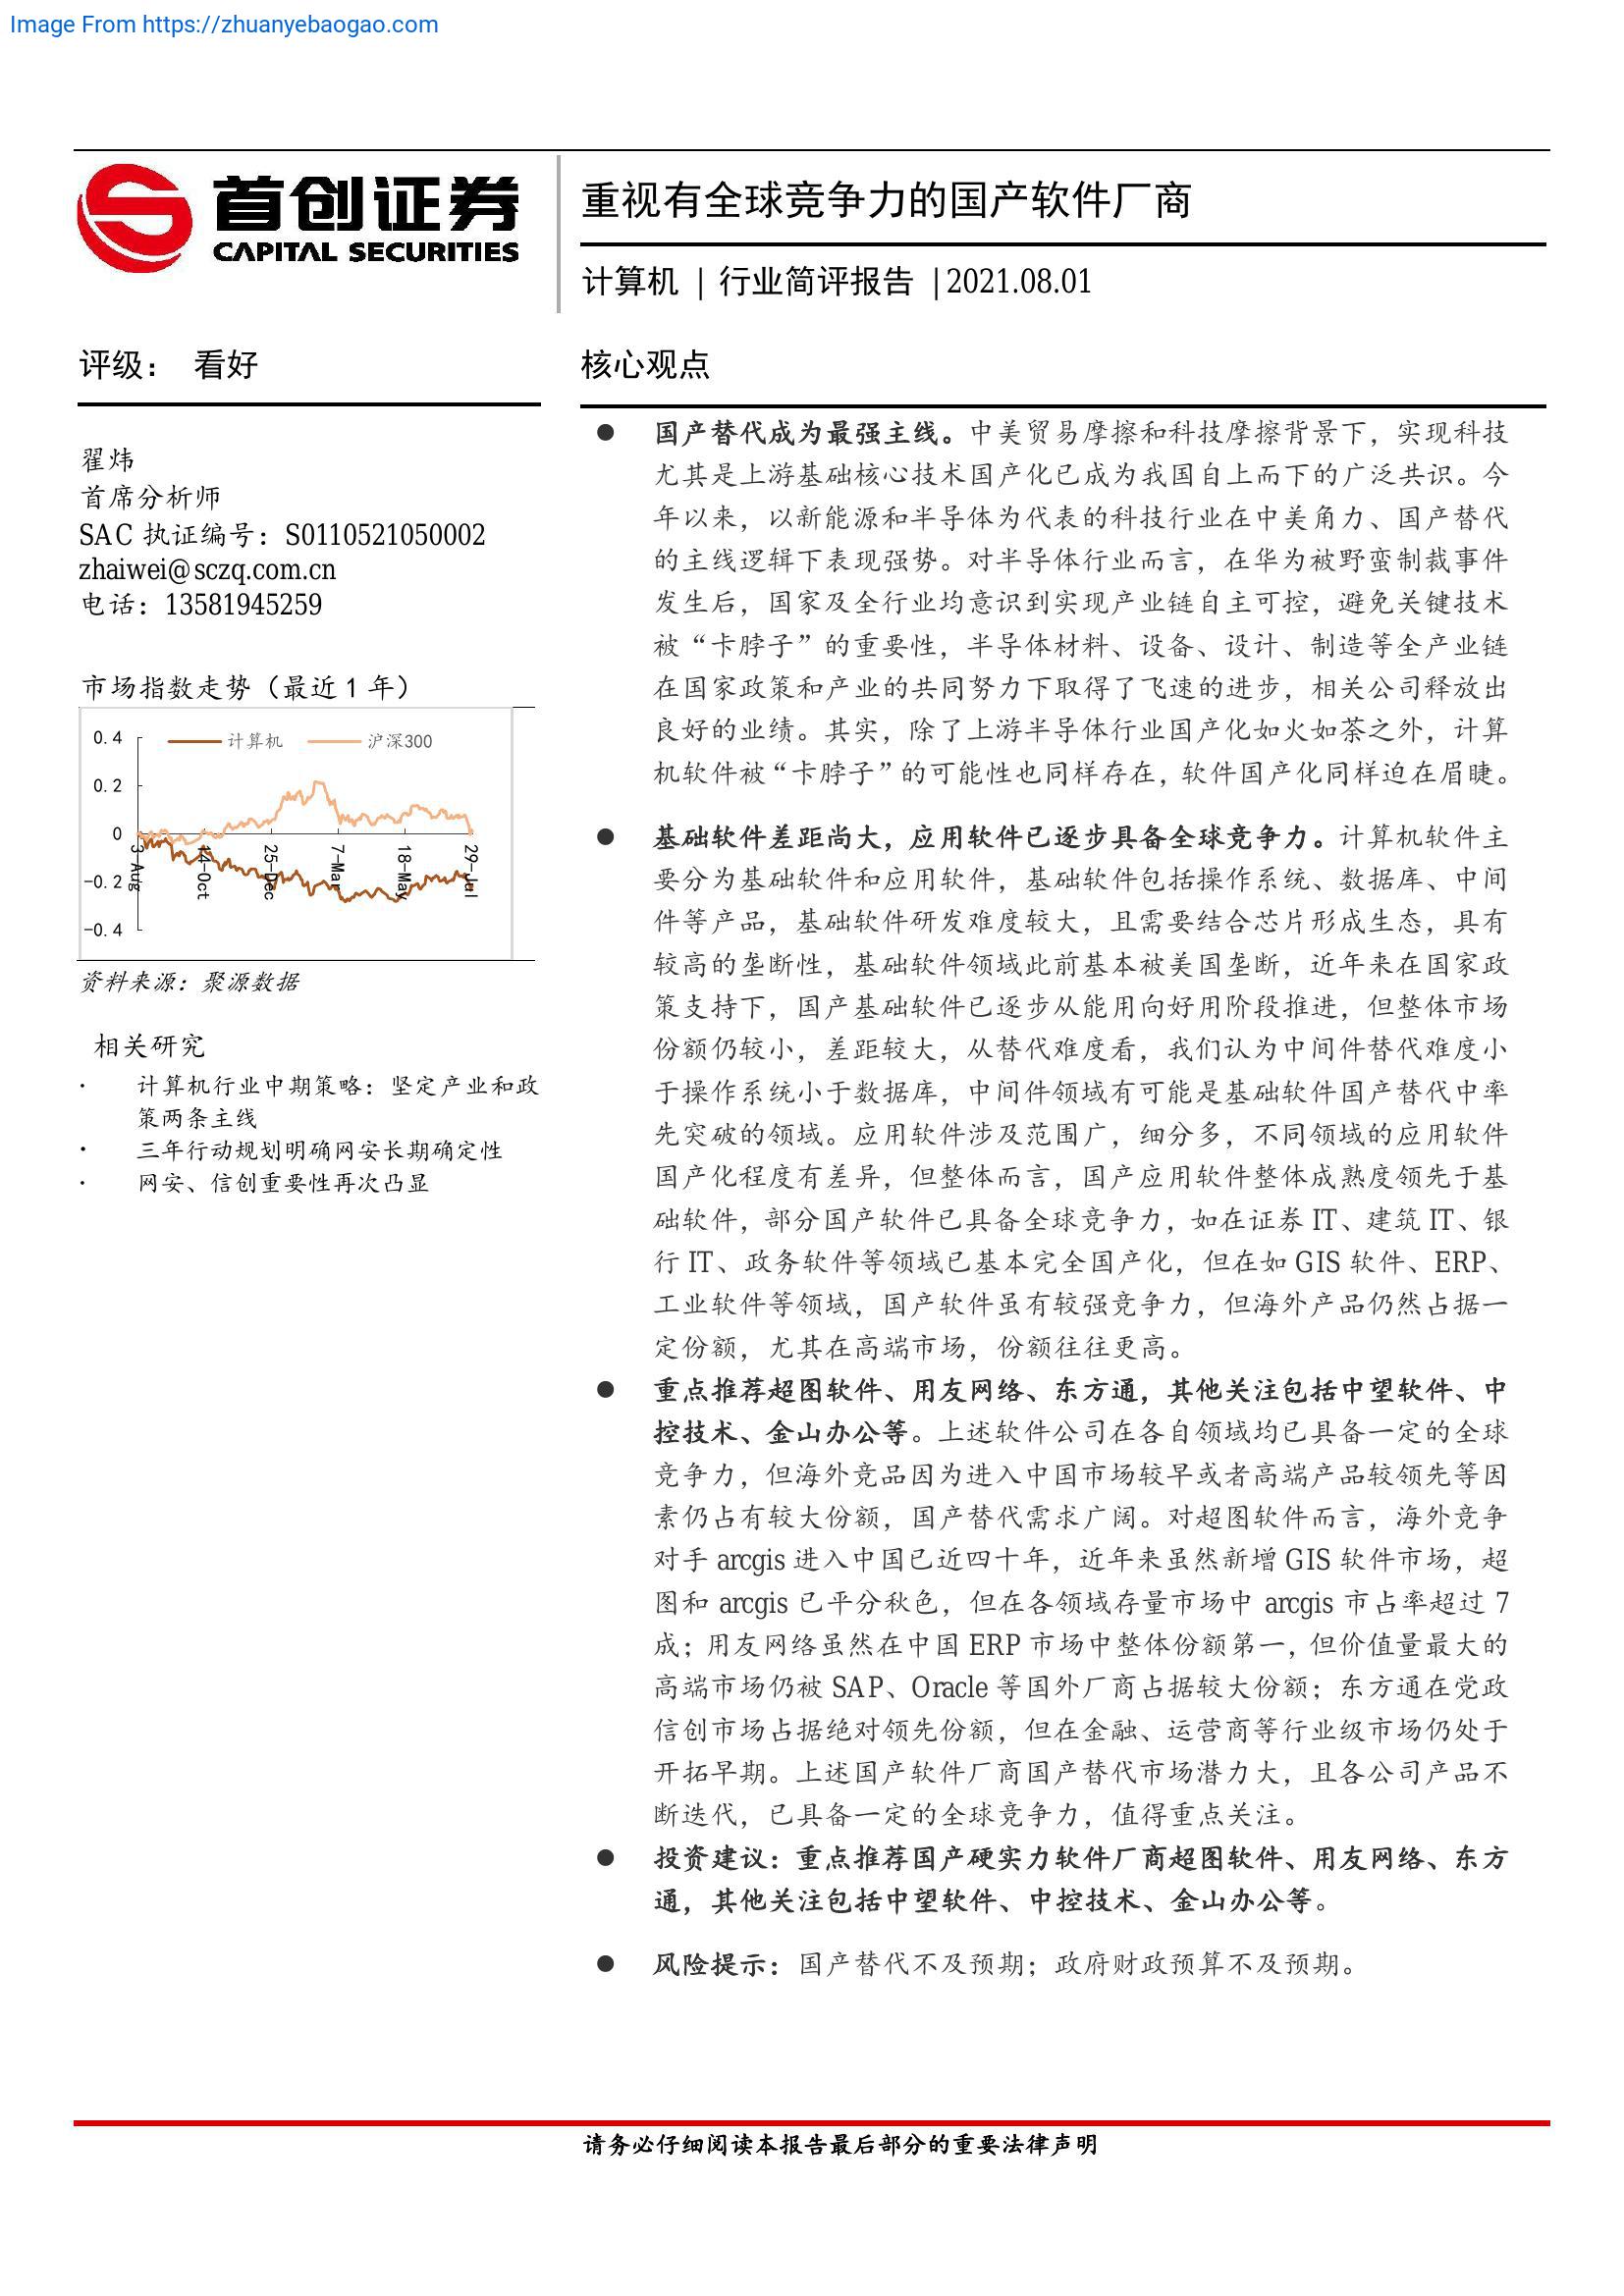 Image From https://zhuanyebaogao.com
首创证券
CAPITAL SECURITIES
重视有全球竞争力的国产软件厂商
计算机 | 行业简评报告 |2021.08.01
评级： 看好
翟炜
首席分析师
SAC 执证编号：S0110521050002
zhaiwei@sczq.com.cn
电话：13581945259
市场指数走势（最近 1 年）
计算机 沪深300
0.4
0.2
0
-0.2
-0.4
3-Aug
14-Oct
25-Dec
7-Mar
18-May
29-Jul
资料来源：聚源数据
相关研究
· 计算机行业中期策略：坚定产业和政
策两条主线
· 三年行动规划明确网安长期确定性
· 网安、信创重要性再次凸显
核心观点
● 国产替代成为最强主线。中美贸易摩擦和科技摩擦背景下，实现科技
尤其是上游基础核心技术国产化已成为我国自上而下的广泛共识。今
年以来，以新能源和半导体为代表的科技行业在中美角力、国产替代
的主线逻辑下表现强势。对半导体行业而言，在华为被野蛮制裁事件
发生后，国家及全行业均意识到实现产业链自主可控，避免关键技术
被“卡脖子”的重要性，半导体材料、设备、设计、制造等全产业链
在国家政策和产业的共同努力下取得了飞速的进步，相关公司释放出
良好的业绩。其实，除了上游半导体行业国产化如火如荼之外，计算
机软件被“卡脖子”的可能性也同样存在，软件国产化同样迫在眉睫。
● 基础软件差距尚大，应用软件已逐步具备全球竞争力。计算机软件主
要分为基础软件和应用软件，基础软件包括操作系统、数据库、中间
件等产品，基础软件研发难度较大，且需要结合芯片形成生态，具有
较高的垄断性，基础软件领域此前基本被美国垄断，近年来在国家政
策支持下，国产基础软件已逐步从能用向好用阶段推进，但整体市场
份额仍较小，差距较大，从替代难度看，我们认为中间件替代难度小
于操作系统小于数据库，中间件领域有可能是基础软件国产替代中率
先突破的领域。应用软件涉及范围广，细分多，不同领域的应用软件
国产化程度有差异，但整体而言，国产应用软件整体成熟度领先于基
础软件，部分国产软件已具备全球竞争力，如在证券 IT、建筑 IT、银
行 IT、政务软件等领域已基本完全国产化，但在如 GIS 软件、ERP、
工业软件等领域，国产软件虽有较强竞争力，但海外产品仍然占据一
定份额，尤其在高端市场，份额往往更高。
● 重点推荐超图软件、用友网络、东方通，其他关注包括中望软件、中
控技术、金山办公等。上述软件公司在各自领域均已具备一定的全球
竞争力，但海外竞品因为进入中国市场较早或者高端产品较领先等因
素仍占有较大份额，国产替代需求广阔。对超图软件而言，海外竞争
对手 arcgis 进入中国已近四十年，近年来虽然新增 GIS 软件市场，超
图和 arcgis 已平分秋色，但在各领域存量市场中 arcgis 市占率超过 7
成；用友网络虽然在中国 ERP 市场中整体份额第一，但价值量最大的
高端市场仍被 SAP、Oracle 等国外厂商占据较大份额；东方通在党政
信创市场占据绝对领先份额，但在金融、运营商等行业级市场仍处于
开拓早期。上述国产软件厂商国产替代市场潜力大，且各公司产品不
断迭代，已具备一定的全球竞争力，值得重点关注。
● 投资建议：重点推荐国产硬实力软件厂商超图软件、用友网络、东方
通，其他关注包括中望软件、中控技术、金山办公等。
● 风险提示：国产替代不及预期；政府财政预算不及预期。
请务必仔细阅读本报告最后部分的重要法律声明